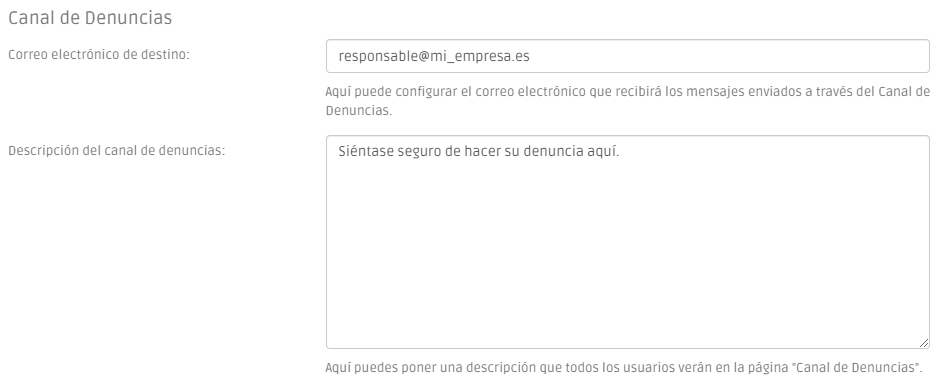 Canal de Denuncias
Correo electrónico de destino:
responsable@mi_empresa.es
Aquí puede configurar el correo electrónico que recibirá los mensajes enviados a través del Canal de
Denuncias.
Descripción del canal de denuncias:
Siéntase seguro de hacer su denuncia aquí.
Aquí puedes poner una descripción que todos los usuarios verán en la página "Canal de Denuncias".